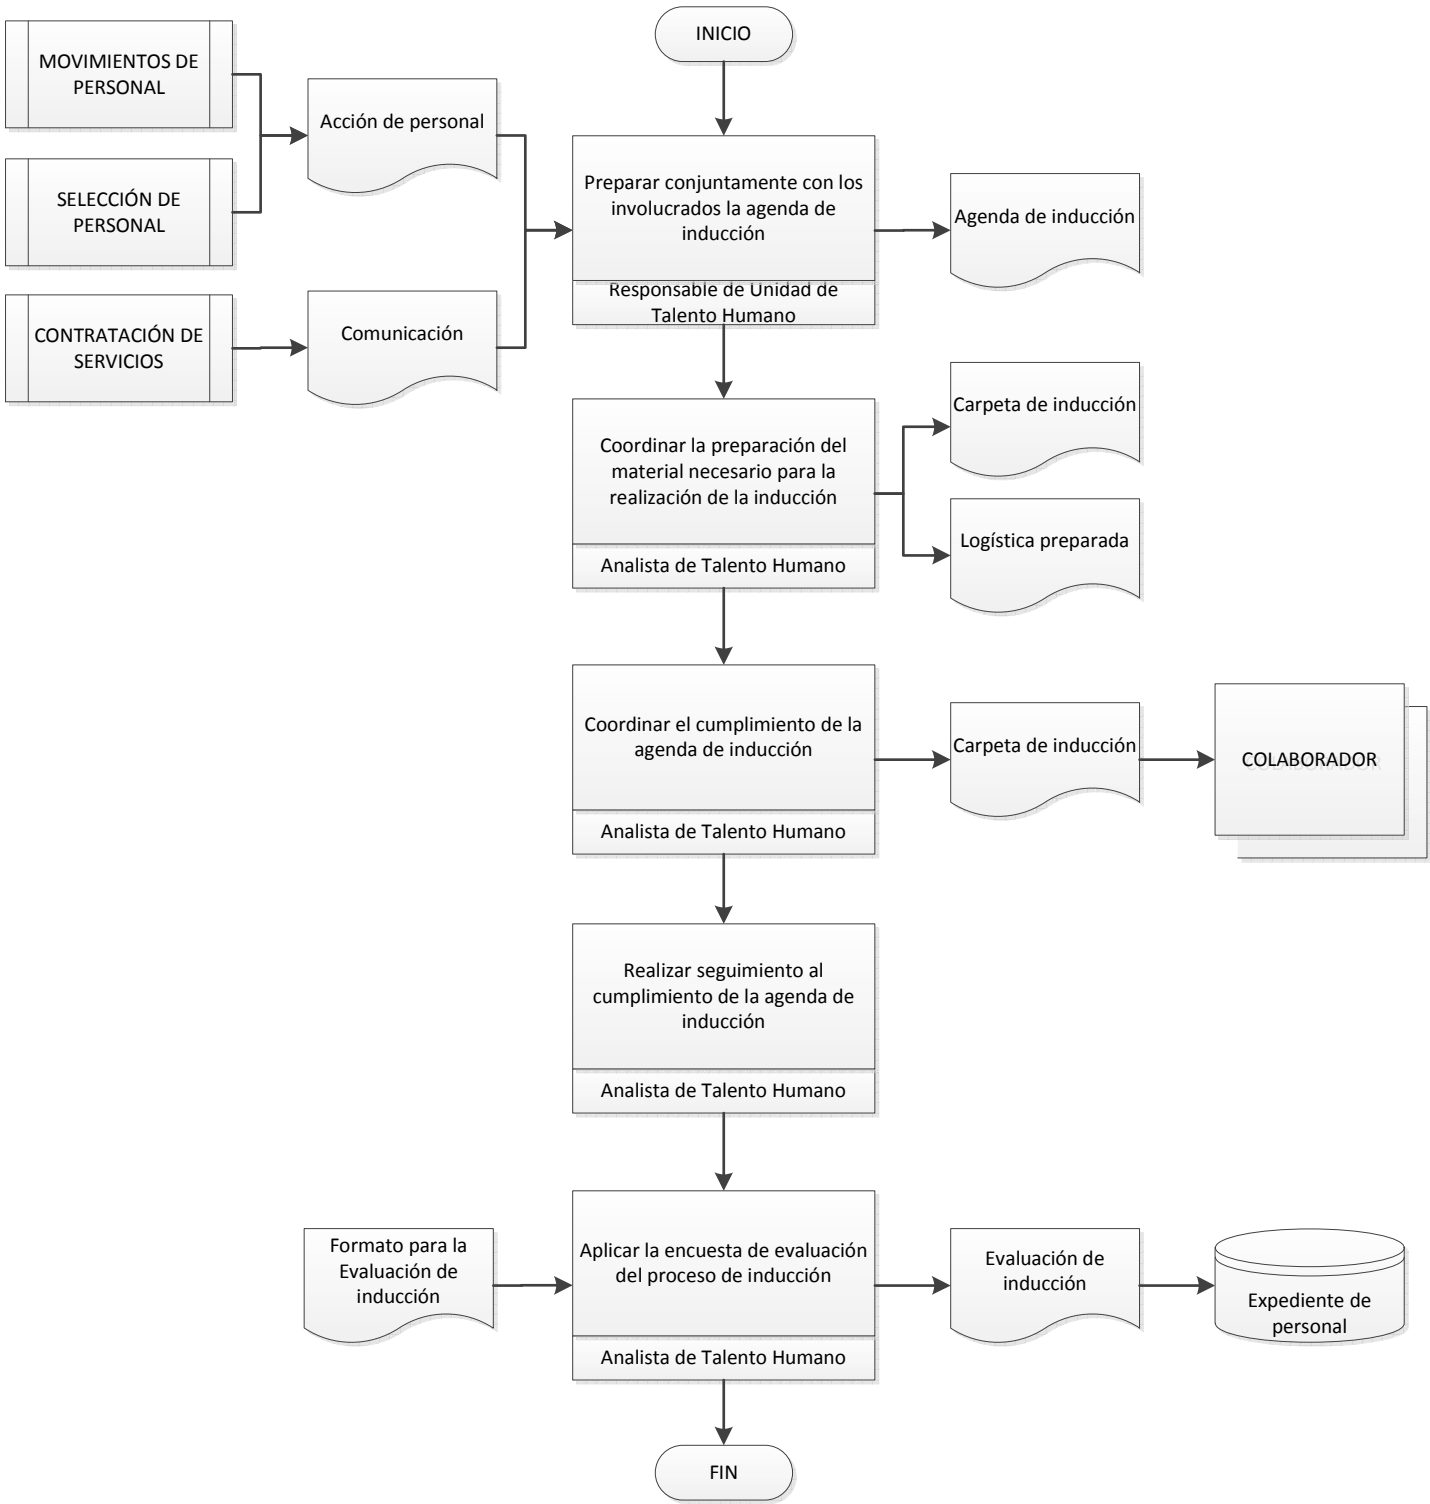 INICIO
MOVIMIENTOS DE
PERSONAL
Acción de personal
SELECCIÓN DE
PERSONAL
Preparar conjuntamente con los
involucrados la agenda de
inducción
Responsable de Unidad de
Talento Humano
Agenda de inducción
CONTRATACIÓN DE
SERVICIOS
Comunicación
Coordinar la preparación del
material necesario para la
realización de la inducción
Analista de Talento Humano
Carpeta de inducción
Logística preparada
Coordinar el cumplimiento de la
agenda de inducción
Analista de Talento Humano
Carpeta de inducción
COLABORADOR
Realizar seguimiento al
cumplimiento de la agenda de
inducción
Analista de Talento Humano
Formato para la
Evaluación de
inducción
Aplicar la encuesta de evaluación
del proceso de inducción
Analista de Talento Humano
Evaluación de
inducción
Expediente de
personal
FIN